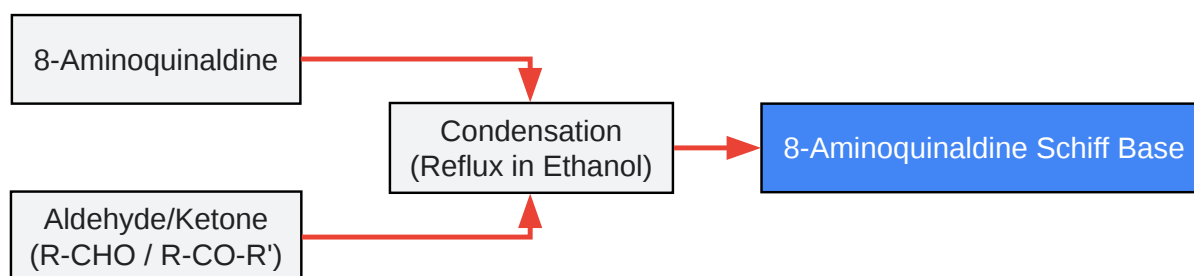 8-Aminoquinaldine
Condensation
(Reflux in Ethanol)
8-Aminoquinaldine Schiff Base
Aldehyde/Ketone
(R-CHO / R-CO-R')